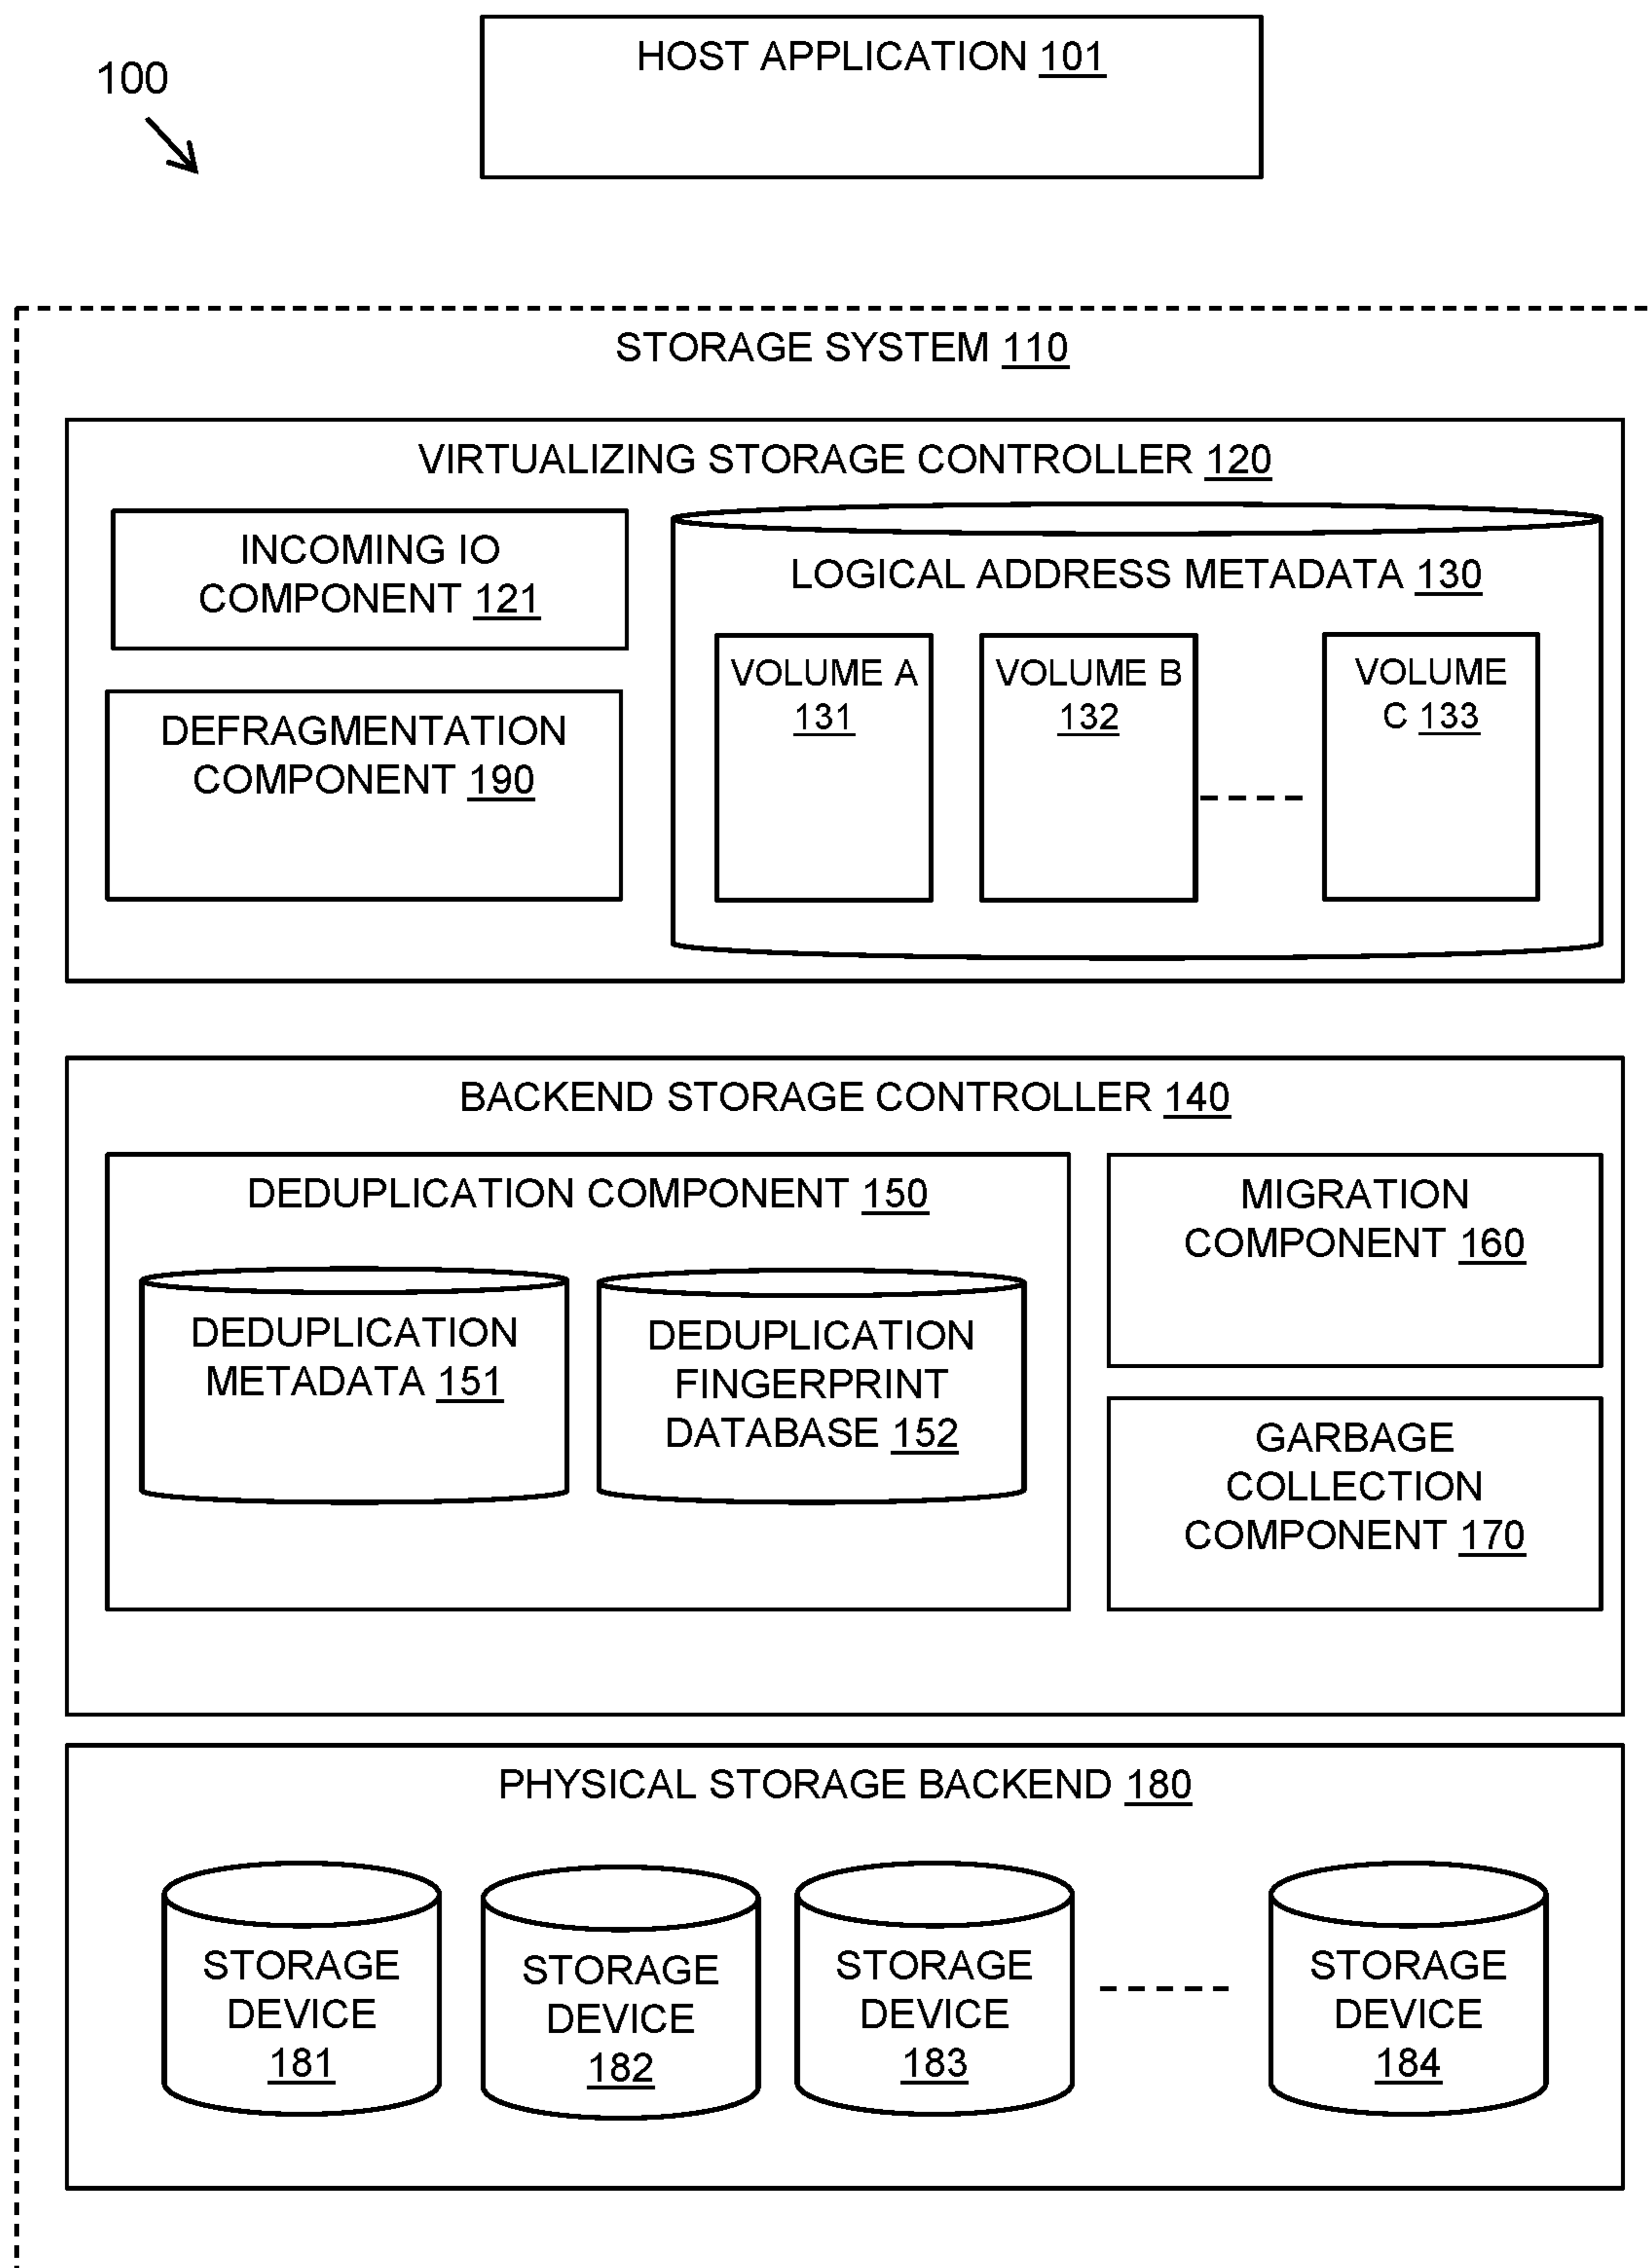 HOST APPLICATION 101
100
STORAGE SYSTEM 110
VIRTUALIZING STORAGE CONTROLLER 120
INCOMING IO
COMPONENT 121
DEFRAGMENTATION
COMPONENT 190
LOGICAL ADDRESS METADATA 130
VOLUME A
131
VOLUME B
132
VOLUME
C 133
BACKEND STORAGE CONTROLLER 140
DEDUPLICATION COMPONENT 150
DEDUPLICATION
METADATA 151
DEDUPLICATION
FINGERPRINT
DATABASE 152
MIGRATION
COMPONENT 160
GARBAGE
COLLECTION
COMPONENT 170
PHYSICAL STORAGE BACKEND 180
STORAGE
DEVICE
181
STORAGE
DEVICE
182
STORAGE
DEVICE
183
STORAGE
DEVICE
184